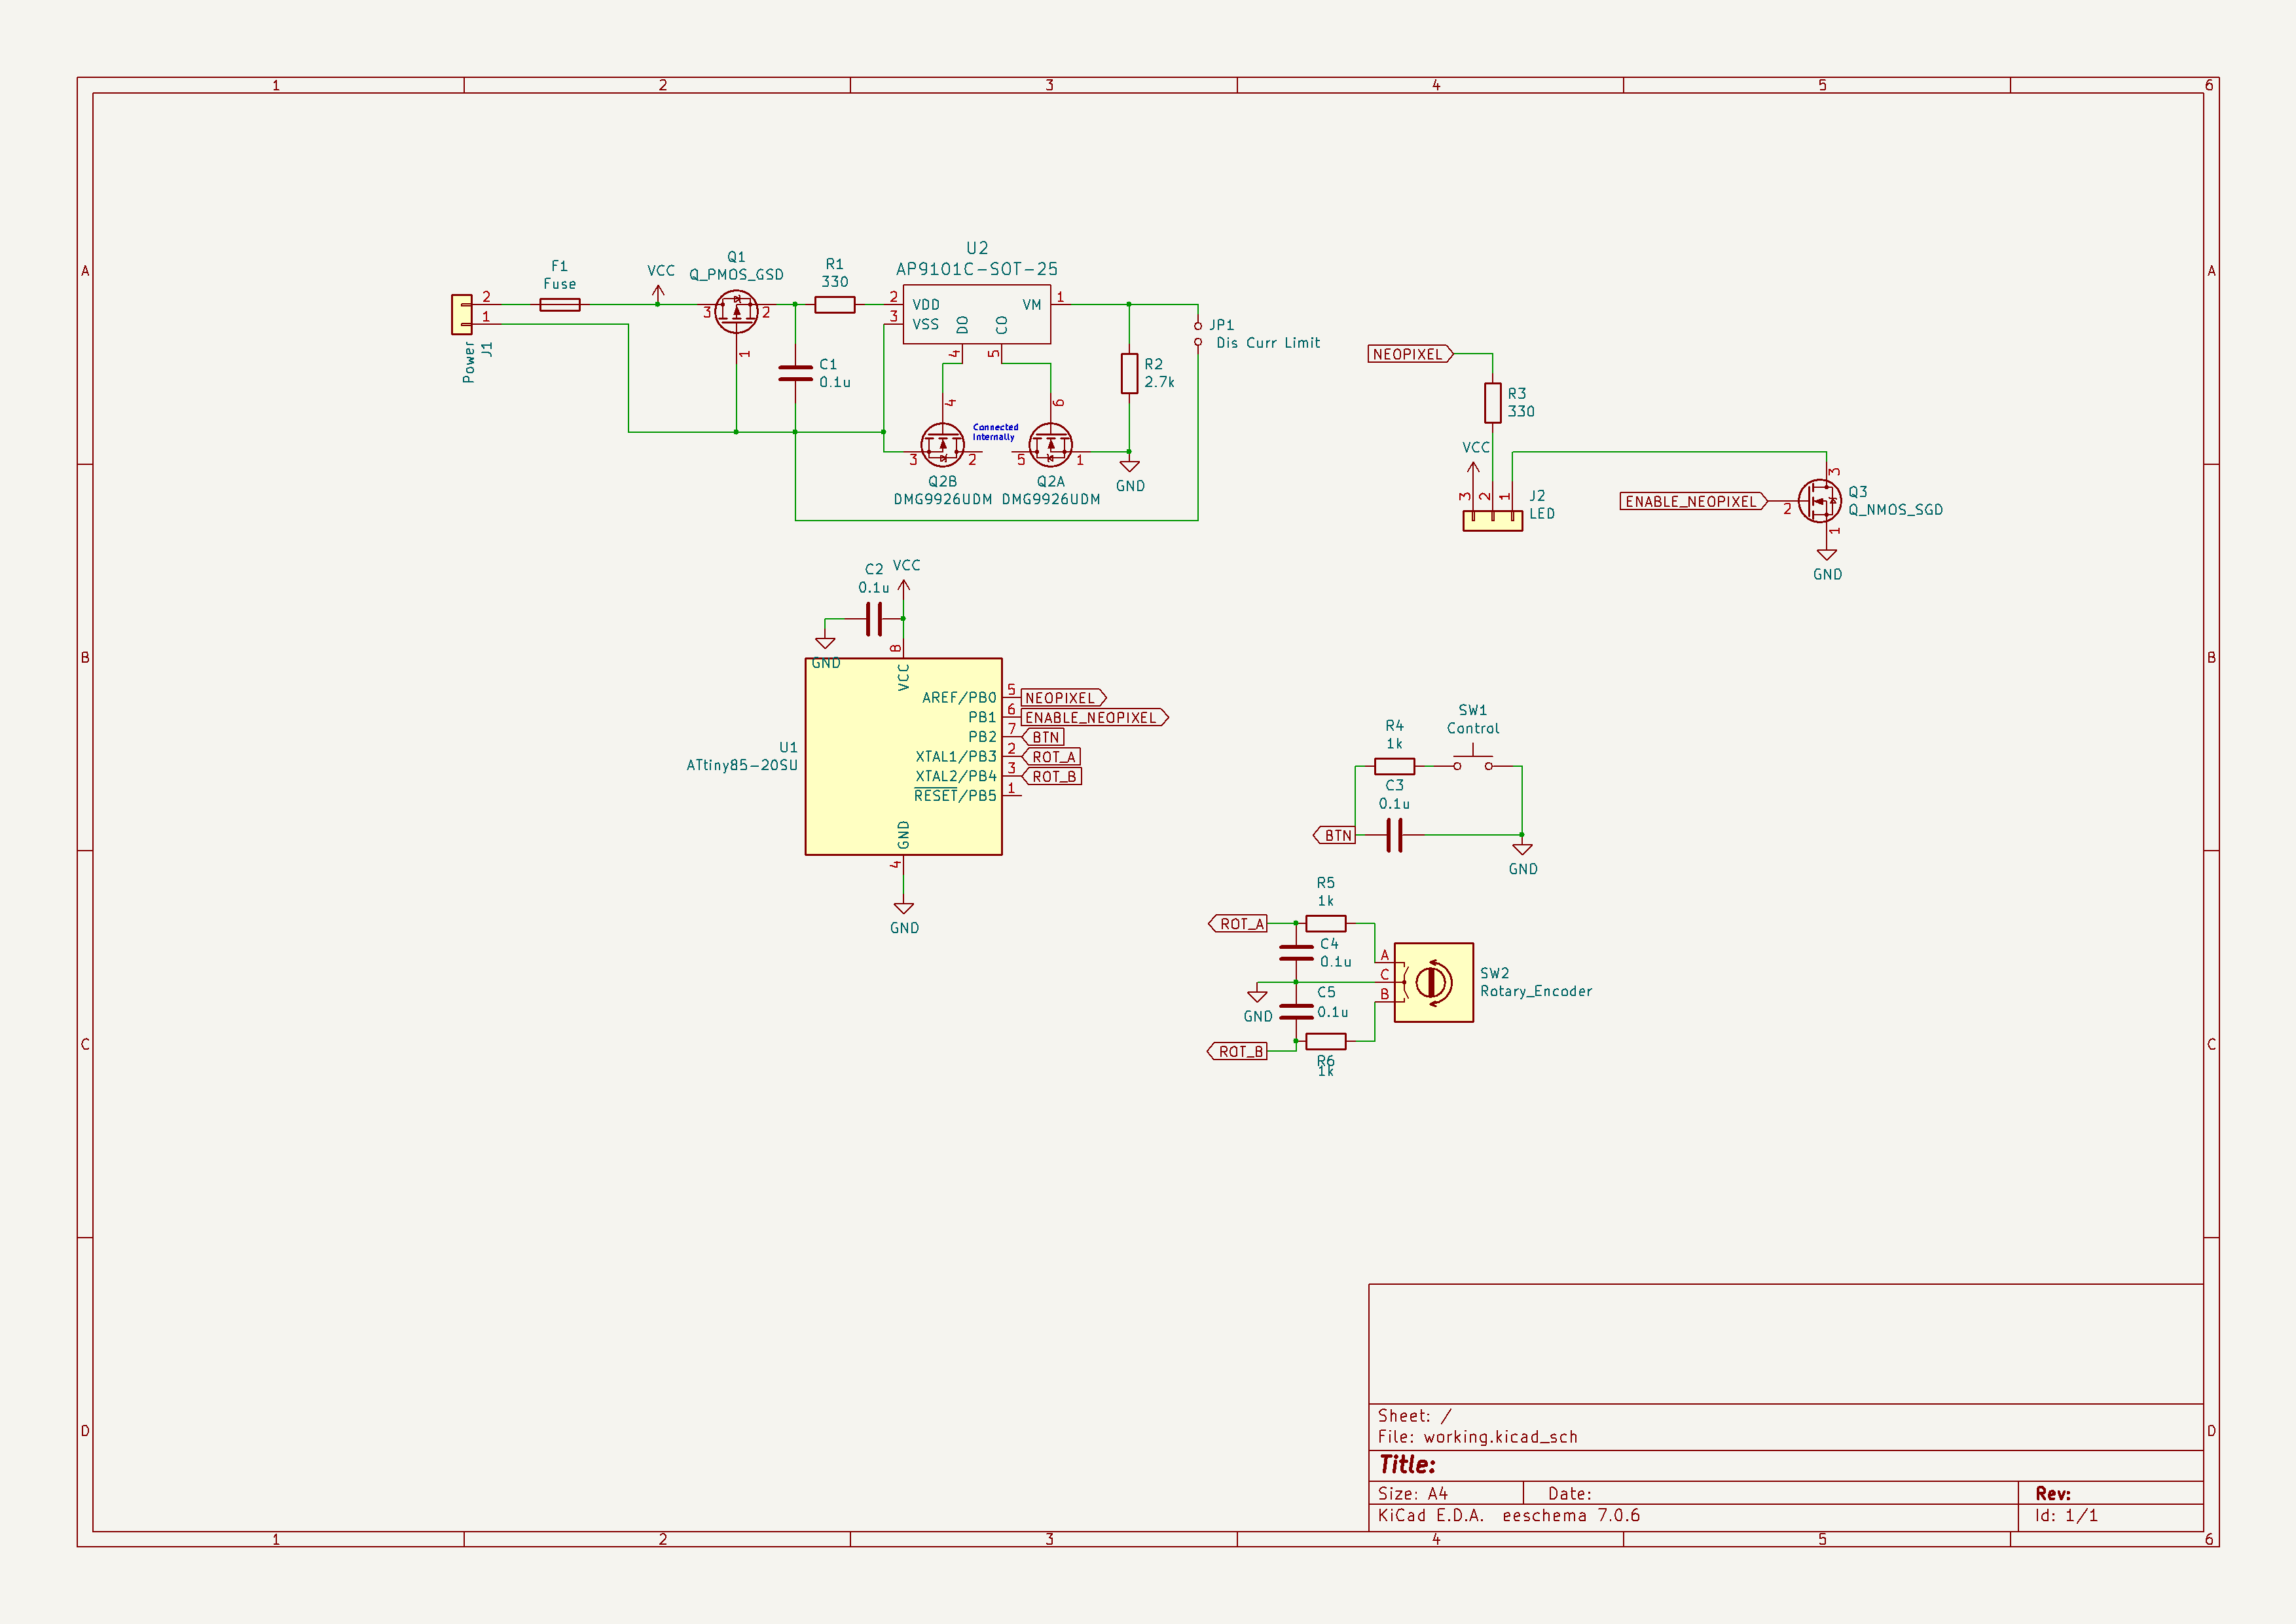 1 2 3 4 5 6
A
B
C
D
A
B
C
D
F1
Fuse
VCC
Q1
Q_PMOS_GSD
R1
330
U2
AP9101C-SOT-25
2
1
Power
J1
3
2
1
2
3
VDD
VSS
DO
CO
VM
1
4
5
C1
0.1u
R2
2.7k
JP1
Dis Curr Limit
4
Connected
Internally
6
3
2
5
1
Q2B
DMG9926UDM
Q2A
DMG9926UDM
GND
NEOPIXEL
R3
330
VCC
3
2
1
J2
LED
ENABLE_NEOPIXEL
2
3
1
Q3
Q_NMOS_SGD
GND
C2
0.1u
VCC
GND
8
VCC
AREF/PB0
5
NEOPIXEL
PB1
6
ENABLE_NEOPIXEL
PB2
7
BTN
XTAL1/PB3
2
ROT_A
XTAL2/PB4
3
ROT_B
RESET/PB5
1
U1
ATtiny85-20SU
GND
4
GND
R4
1k
SW1
Control
C3
0.1u
BTN
GND
R5
1k
ROT_A
C4
0.1u
A
C
B
SW2
Rotary_Encoder
GND
C5
0.1u
ROT_B
R6
1k
Sheet: /
File: working.kicad_sch
Title:
Size: A4
Date:
Rev:
KiCad E.D.A. eeschema 7.0.6
Id: 1/1
1 2 3 4 5 6